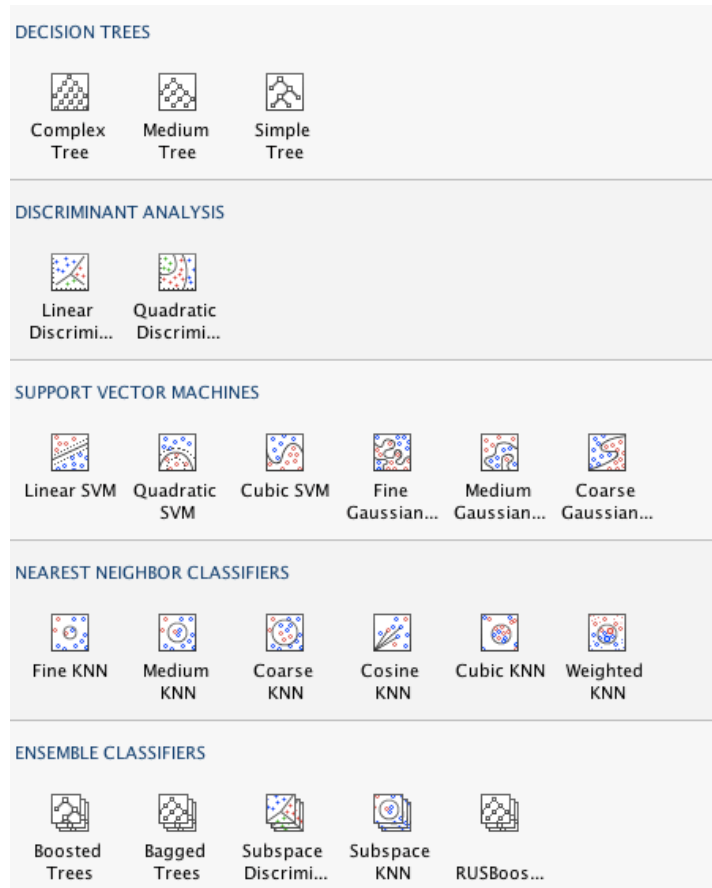 DECISION TREES
Complex Tree
Medium Tree
Simple Tree
DISCRIMINANT ANALYSIS
Linear Discrimi...
Quadratic Discrimi...
SUPPORT VECTOR MACHINES
Linear SVM
Quadratic SVM
Cubic SVM
Fine Gaussian...
Medium Gaussian...
Coarse Gaussian...
NEAREST NEIGHBOR CLASSIFIERS
Fine KNN
Medium KNN
Coarse KNN
Cosine KNN
Cubic KNN
Weighted KNN
ENSEMBLE CLASSIFIERS
Boosted Trees
Bagged Trees
Subspace Discrimi...
Subspace KNN
RUSBoos...